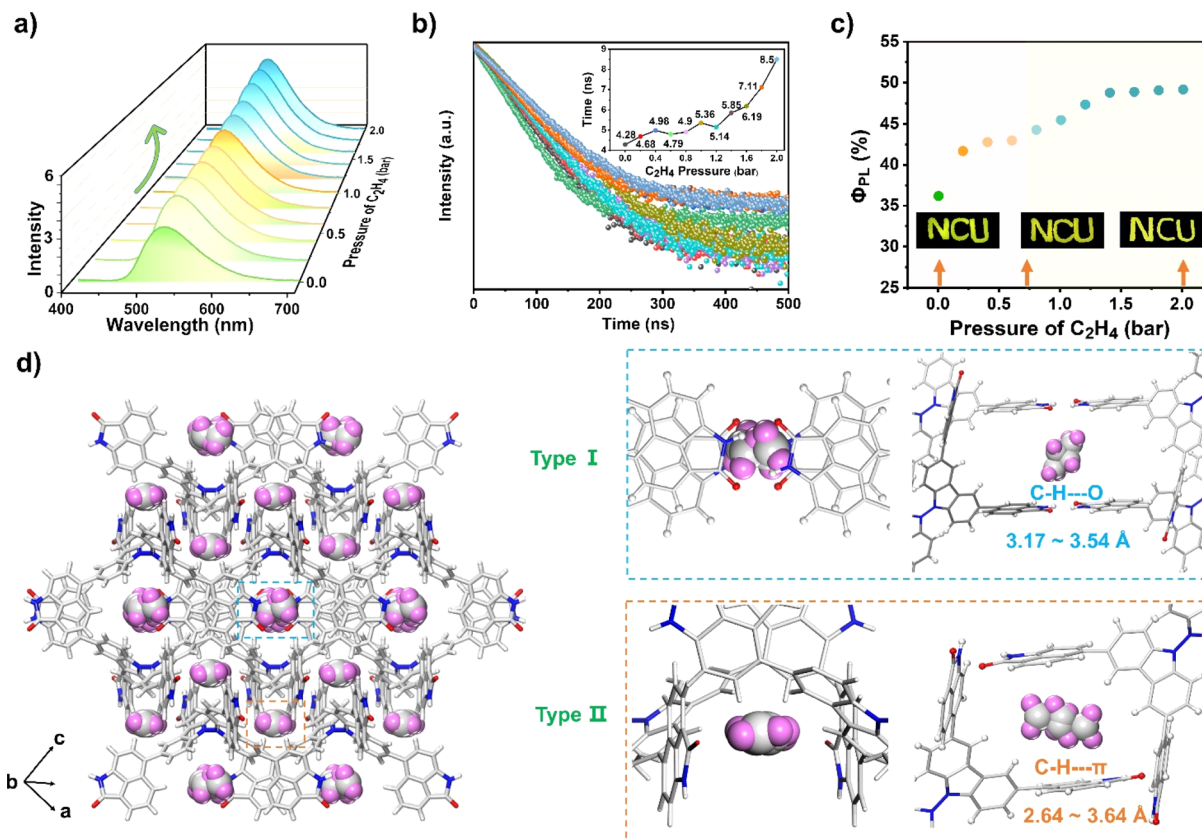 a)
Intensity
6
3
0
400
500
600
700
Wavelength (nm)
0.0
0.5
1.0
1.5
2.0
Pressure of C₂H₄ (bar)
b)
Intensity (a.u.)
0 100 200 300 400 500
Time (ns)
Time (ns)
9
8
7
6
5
4
4.28
4.68
4.98
4.79
4.9
5.36
5.14
5.85
6.19
7.11
8.5
0.0 0.4 0.8 1.2 1.6 2.0
C₂H₄ Pressure (bar)
c)
Φ_PL (%)
55
50
45
40
35
30
25
NCU NCU NCU
0.0 0.5 1.0 1.5 2.0
Pressure of C₂H₄ (bar)
d)
c
b
a
Type Ⅰ
C-H---O
3.17 ~ 3.54 Å
Type Ⅱ
C-H---π
2.64 ~ 3.64 Å